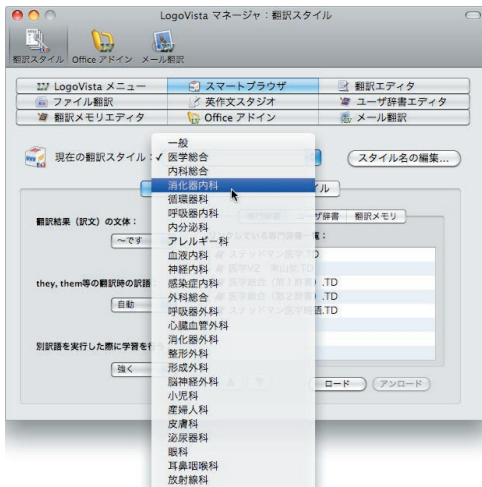 LogoVista マネージャ：翻訳スタイル
翻訳スタイル Office アドイン メール翻訳
LogoVista メニュー スマートブラウザ 翻訳エディタ
ファイル翻訳 英作文スタジオ ユーザ辞書エディタ
翻訳メモリエディタ Office アドイン メール翻訳
現在の翻訳スタイル：
スタイル名の編集...
一般
✓ 医学総合
内科総合
消化器内科
循環器科
呼吸器内科
内分泌科
アレルギー科
血液内科
神経内科
感染症内科
外科総合
呼吸器外科
心臓血管外科
消化器外科
整形外科
形成外科
脳神経外科
小児科
産婦人科
皮膚科
泌尿器科
眼科
耳鼻咽喉科
放射線科
翻訳結果（訳文）の文体：
～です
they, them等の翻訳時の訳語：
自動
別訳語を実行した際に学習を行う
強く
翻訳メモリ
ロード アンロード